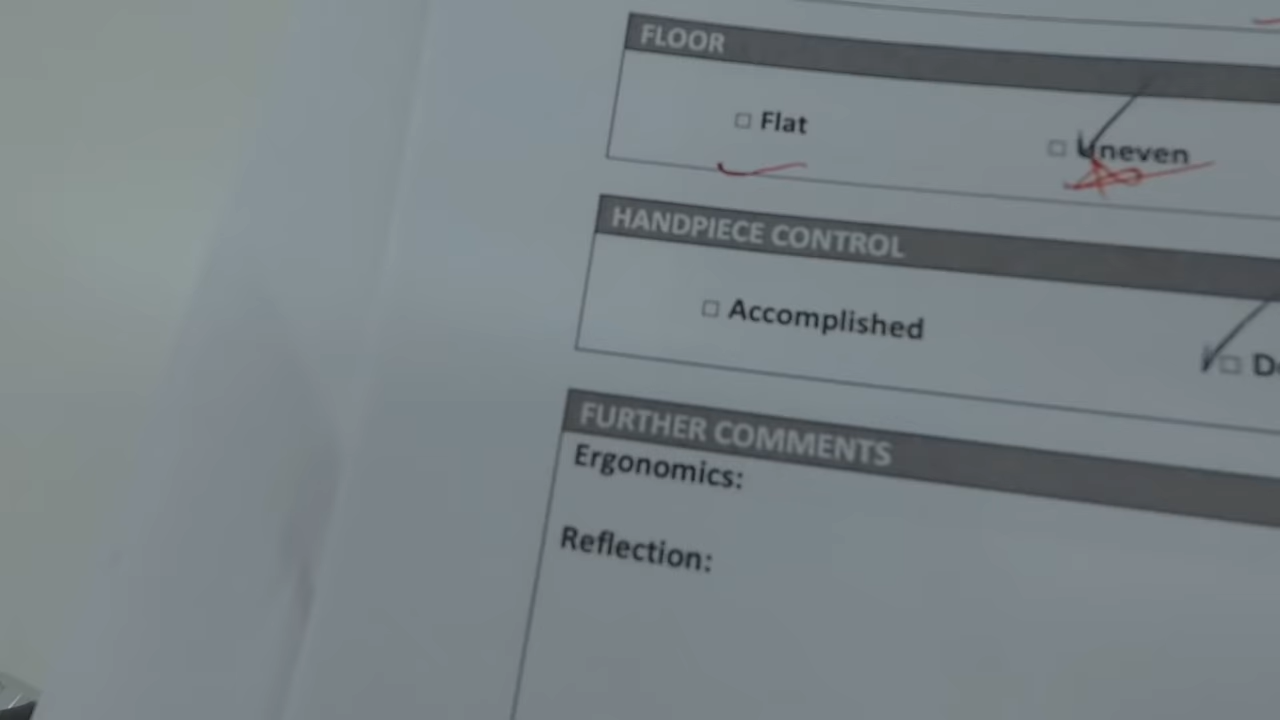 FLOOR
□ Flat □ Uneven
HANDPIECE CONTROL
□ Accomplished □
FURTHER COMMENTS
Ergonomics:
Reflection: